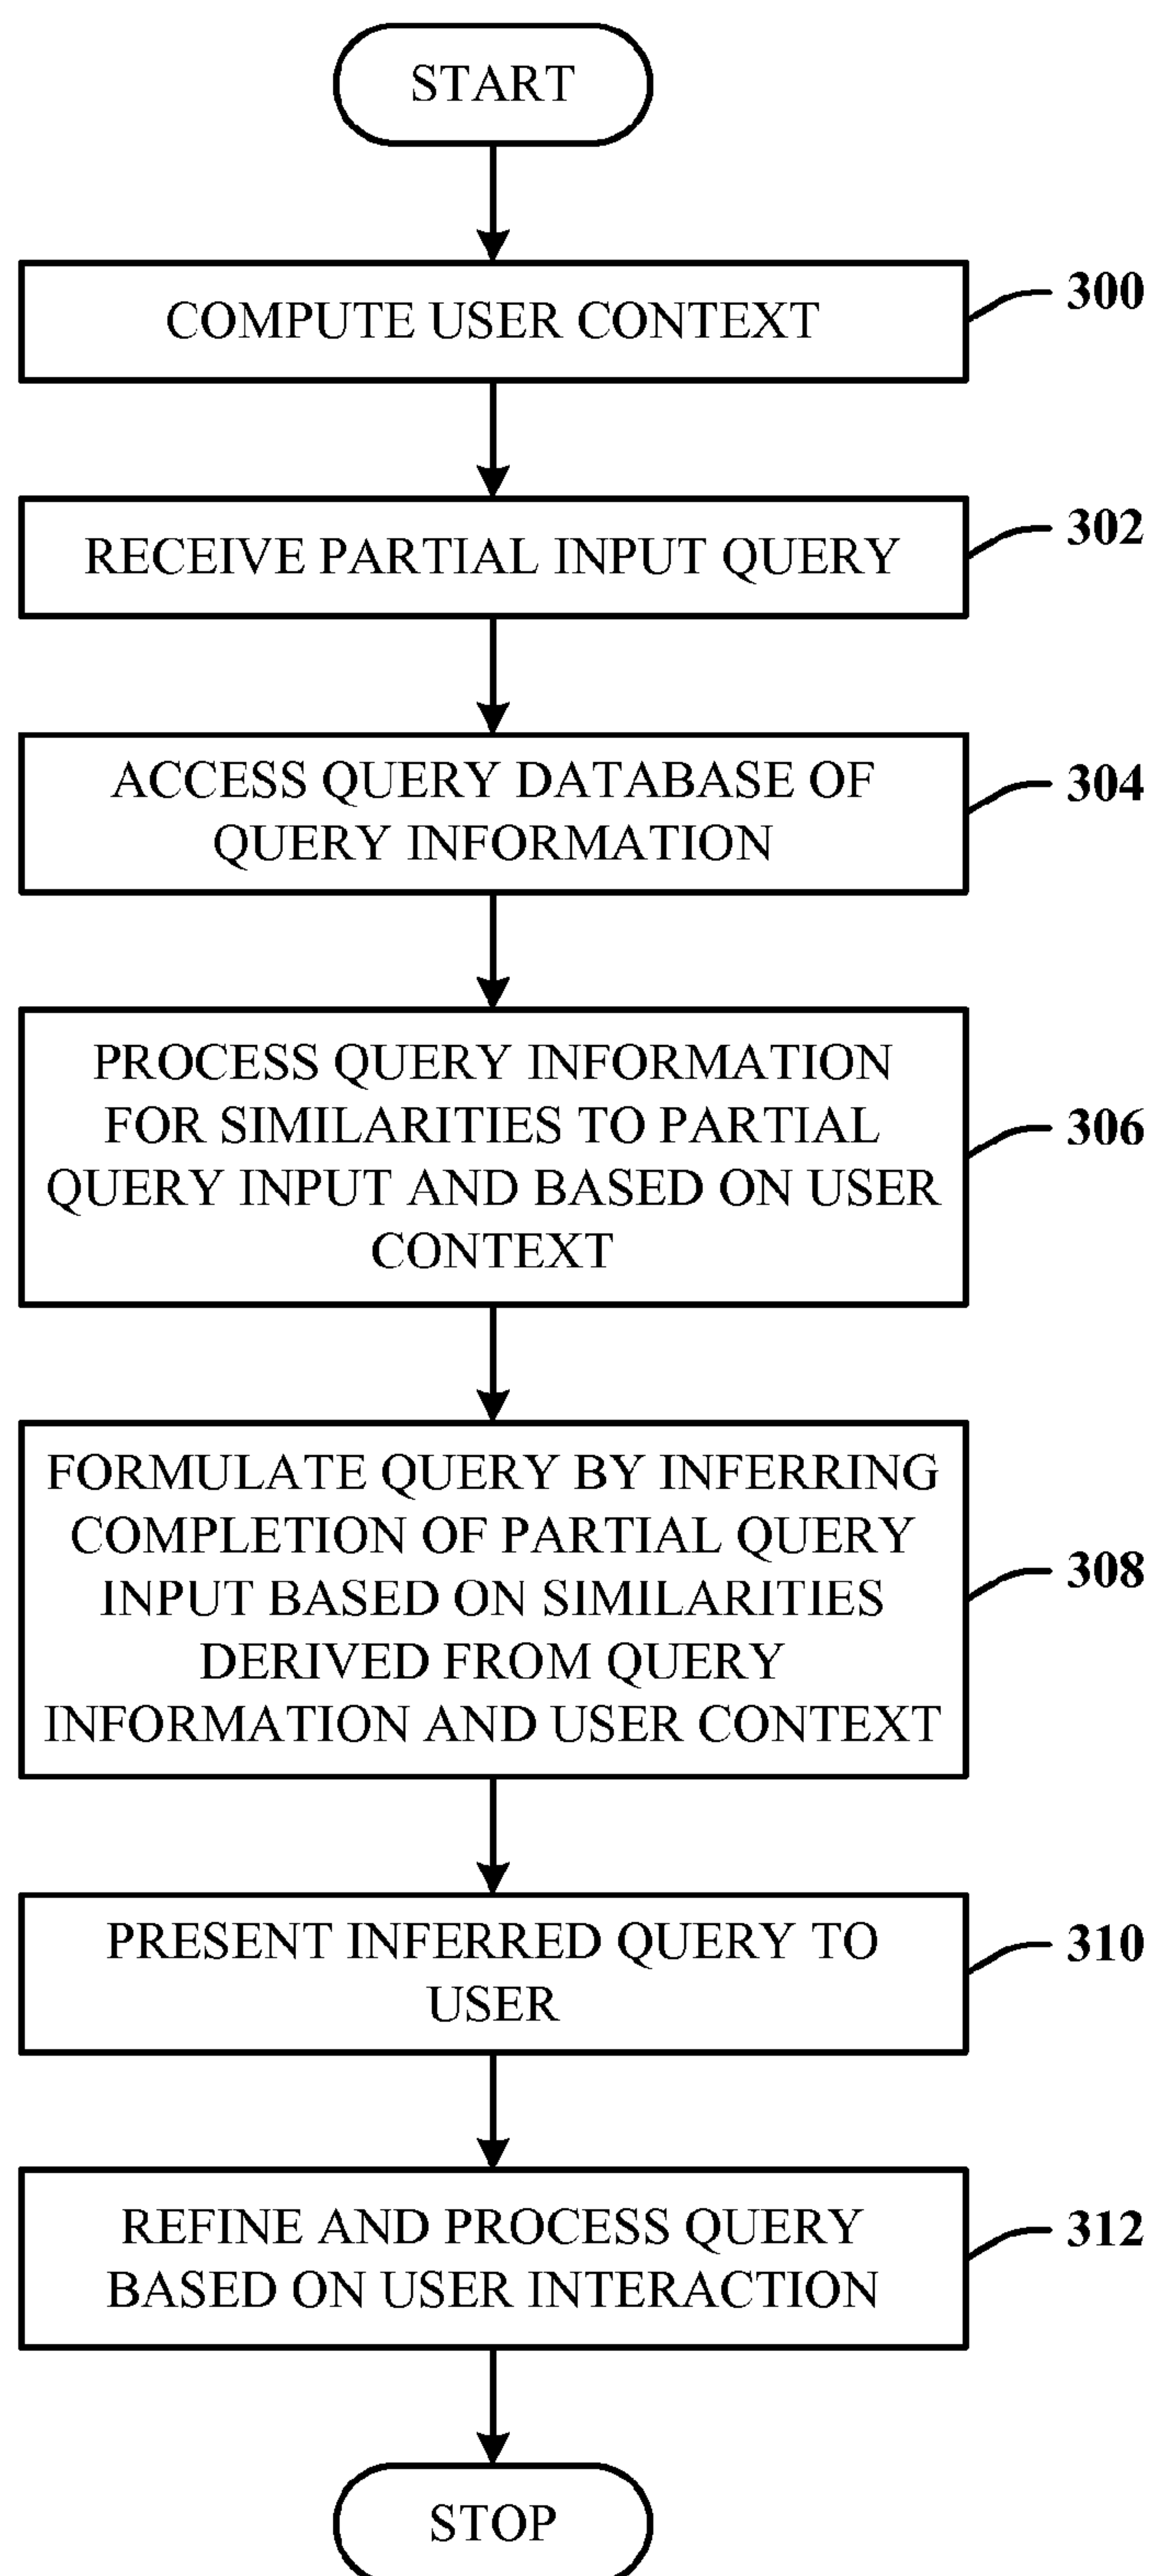 START
COMPUTE USER CONTEXT
300
RECEIVE PARTIAL INPUT QUERY
302
ACCESS QUERY DATABASE OF
QUERY INFORMATION
304
PROCESS QUERY INFORMATION
FOR SIMILARITIES TO PARTIAL
QUERY INPUT AND BASED ON USER
CONTEXT
306
FORMULATE QUERY BY INFERRING
COMPLETION OF PARTIAL QUERY
INPUT BASED ON SIMILARITIES
DERIVED FROM QUERY
INFORMATION AND USER CONTEXT
308
PRESENT INFERRED QUERY TO
USER
310
REFINE AND PROCESS QUERY
BASED ON USER INTERACTION
312
STOP